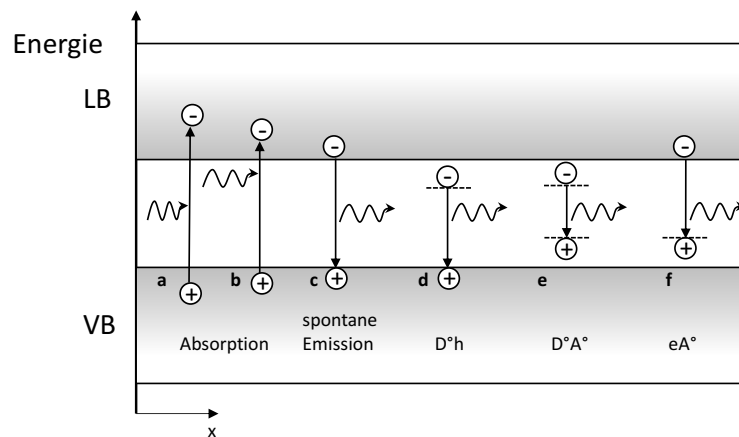 Energie
LB
- - - - - -
a b c d e f
+ + + + + +
VB
spontane
Absorption Emission D°h D°A° eA°
x